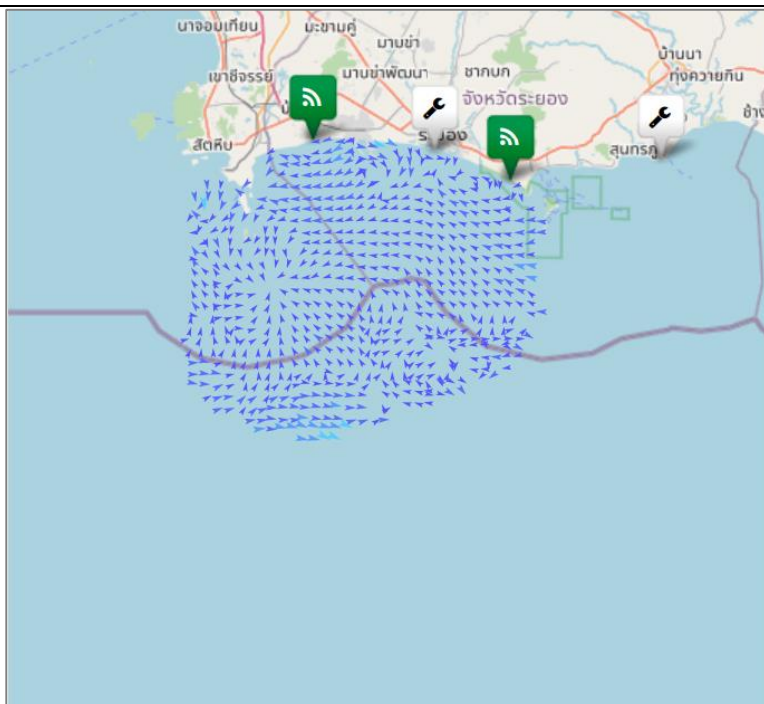 นาจอมเทียน
มะขามคู่
มาบข่า
บ้านนา
เขาชีจรรย์
มาบข่าพัฒนา
ชากบก
ทุ่งควายกิน
จังหวัดระยอง
สัตหีบ
สุนทรภู่